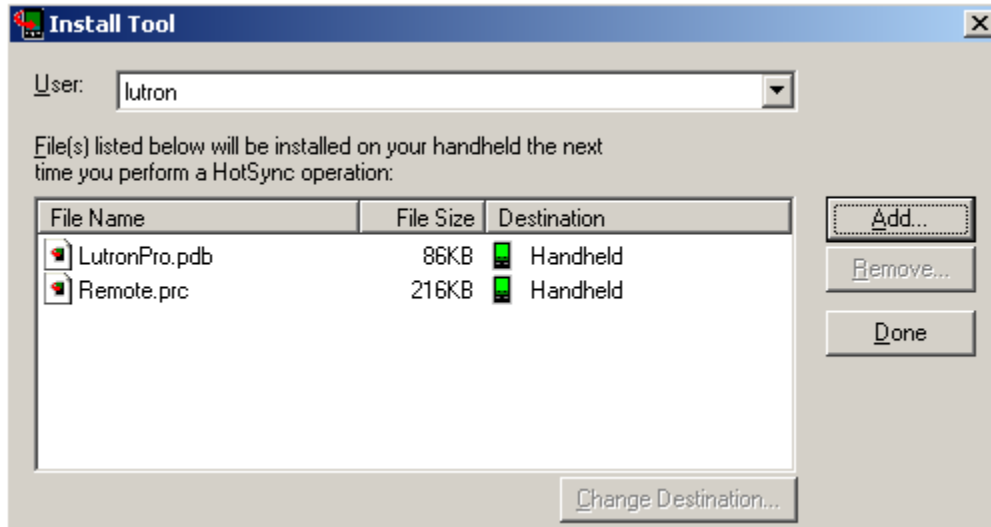 Install Tool
User:
lutron
File(s) listed below will be installed on your handheld the next
time you perform a HotSync operation:
File Name File Size Destination
LutronPro.pdb 86KB Handheld
Remote.prc 216KB Handheld
Add...
Remove...
Done
Change Destination...